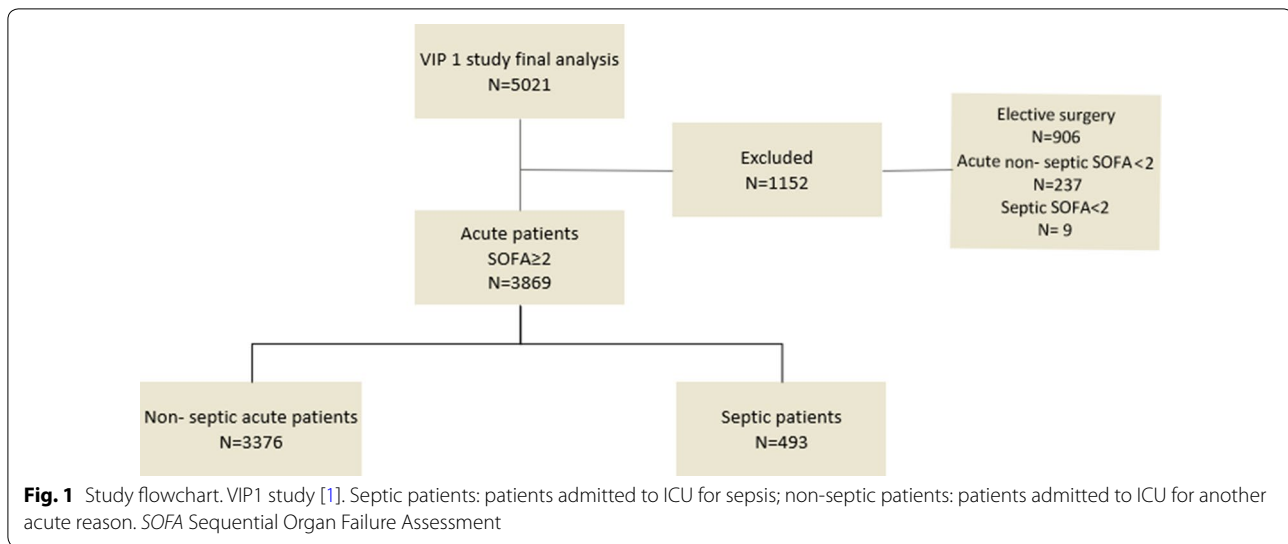 VIP 1 study final analysis
N=5021
Excluded
N=1152
Elective surgery
N=906
Acute non- septic SOFA<2
N=237
Septic SOFA<2
N= 9
Acute patients
SOFA≥2
N=3869
Non- septic acute patients
N=3376
Septic patients
N=493
Fig. 1 Study flowchart. VIP1 study [1]. Septic patients: patients admitted to ICU for sepsis; non-septic patients: patients admitted to ICU for another
acute reason. SOFA Sequential Organ Failure Assessment